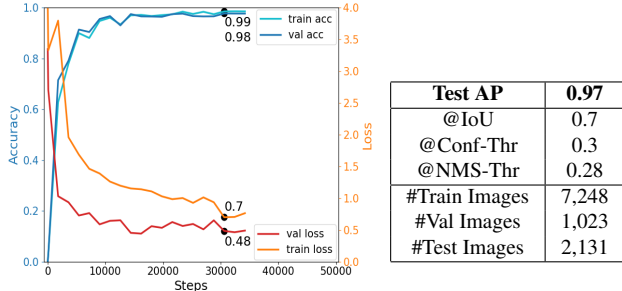 1.0
0.8
0.6
0.4
0.2
0.0
Accuracy
0
10000
20000
30000
40000
50000
Steps
4.0
3.5
3.0
2.5
2.0
1.5
1.0
0.5
0.0
Loss
train acc
val acc
0.99
0.98
0.7
0.48
val loss
train loss
Test AP 0.97
@IoU 0.7
@Conf-Thr 0.3
@NMS-Thr 0.28
#Train Images 7,248
#Val Images 1,023
#Test Images 2,131